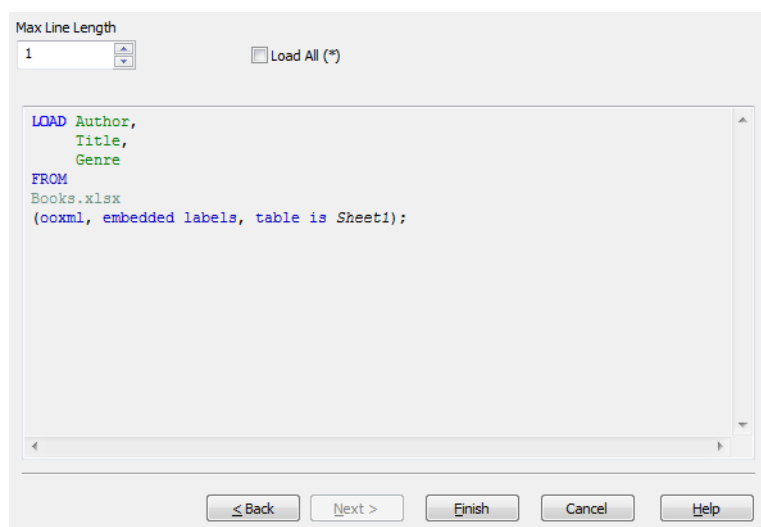 Max Line Length
1
Load All (*)
LOAD Author,
Title,
Genre
FROM
Books.xlsx
(ooxml, embedded labels, table is Sheet1);
< Back
Next >
Finish
Cancel
Help